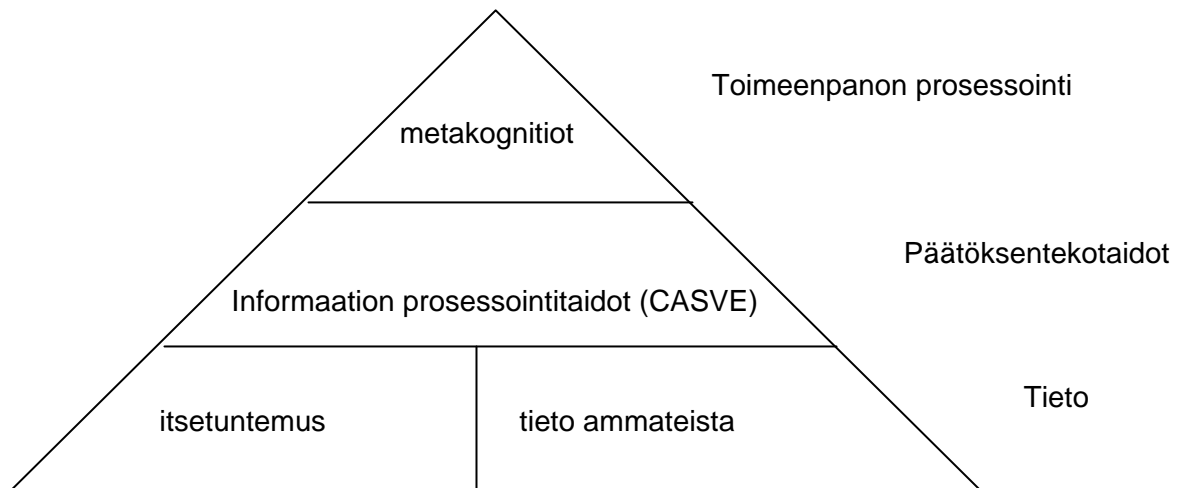 Toimeenpanon prosessointi
metakognitiot
Päätöksentekotaidot
Informaation prosessointitaidot (CASVE)
Tieto
itsetuntemus
tieto ammateista